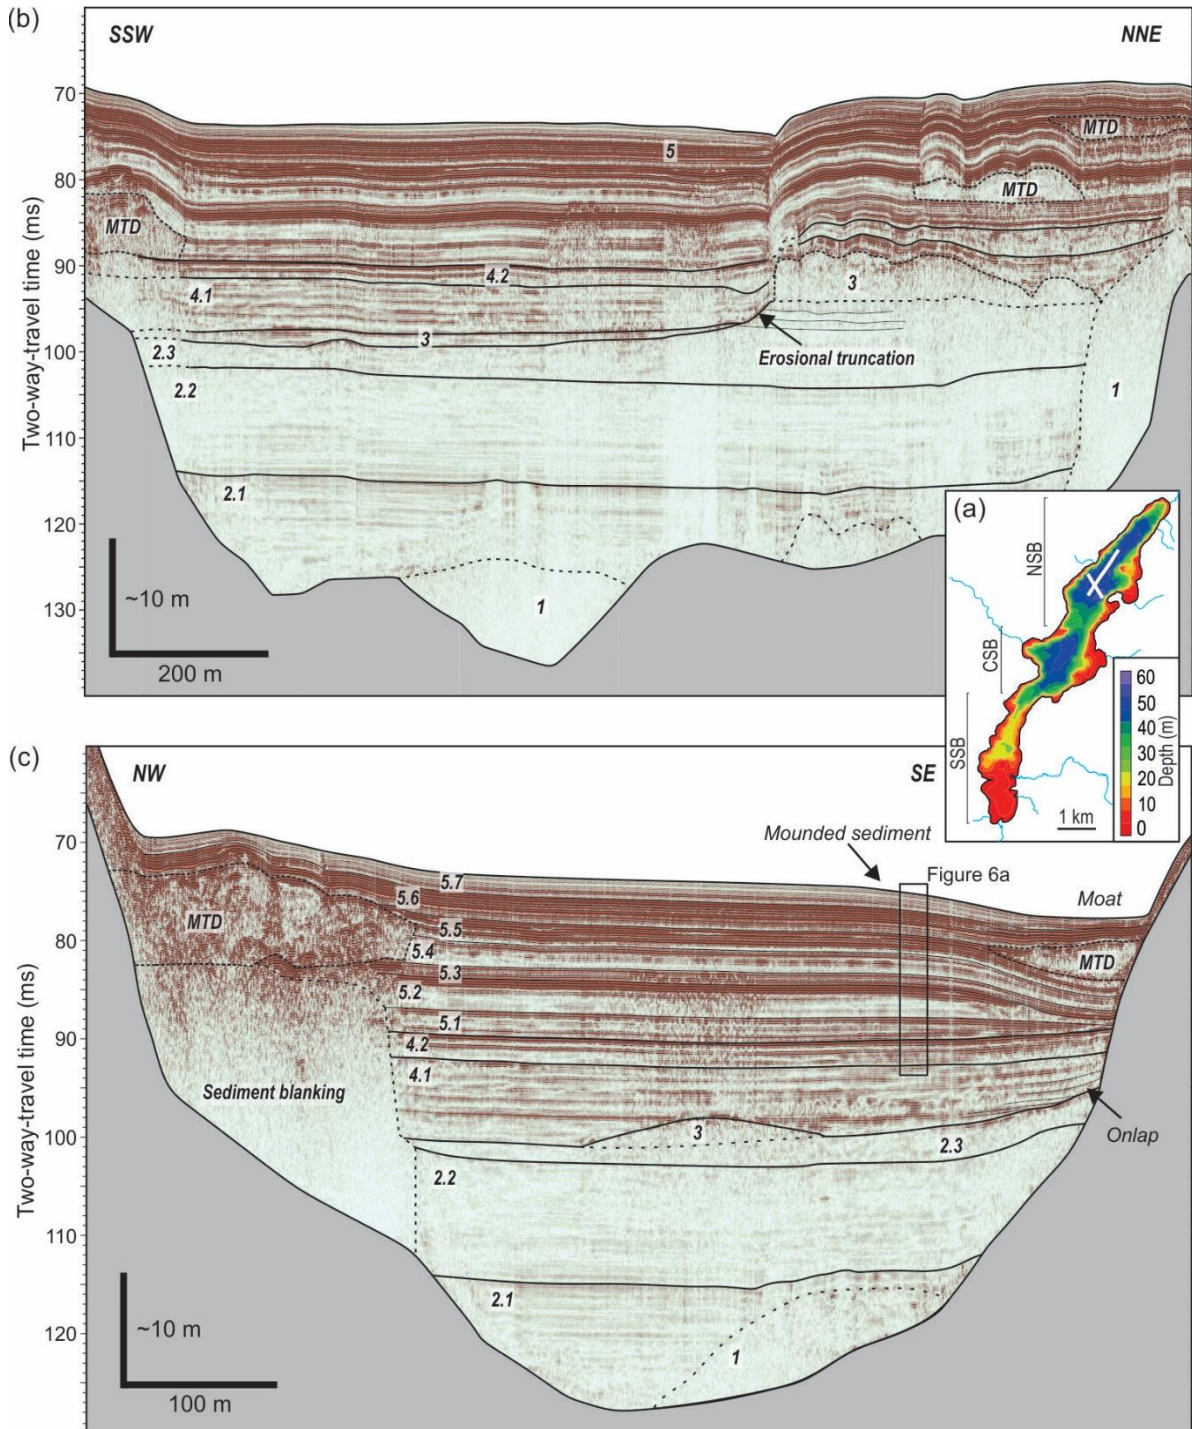 (b)
SSW
NNE
Two-way-travel time (ms)
70
80
90
100
110
120
130
5
MTD
MTD
MTD
4.2
4.1
3
3
Erosional truncation
2.3
2.2
1
2.1
1
~10 m
200 m
(a)
NSB
CSB
SSB
60
50
40
30
20
10
0
Depth (m)
1 km
(c)
NW
SE
Two-way-travel time (ms)
70
80
90
100
110
120
Mounded sediment
Figure 6a
Moat
5.7
5.6
MTD
5.5
5.4
MTD
5.3
5.2
5.1
4.2
4.1
Sediment blanking
3
2.3
Onlap
2.2
2.1
1
~10 m
100 m